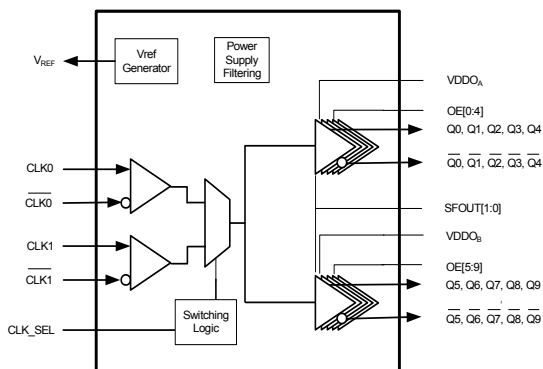 Vref
Generator
Power
Supply
Filtering
VREF
VDDOA
OE[0:4]
Q0, Q1, Q2, Q3, Q4
Q0, Q1, Q2, Q3, Q4
CLK0
CLK0
SFOUT[1:0]
CLK1
VDDOB
CLK1
OE[5:9]
Q5, Q6, Q7, Q8, Q9
Q5, Q6, Q7, Q8, Q9
CLK_SEL
Switching
Logic